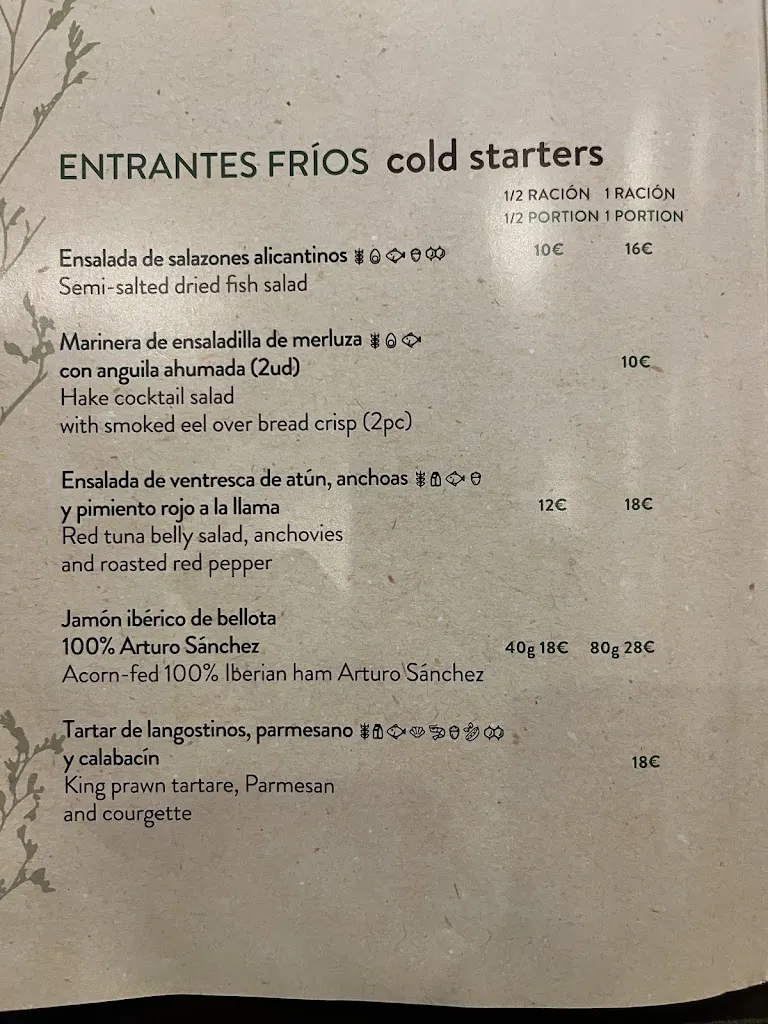 ENTRANTES FRÍOS cold starters
1/2 RACIÓN 1 RACIÓN
1/2 PORTION 1 PORTION
Ensalada de salazones alicantinos 10€ 16€
Semi-salted dried fish salad
Marinera de ensaladilla de merluza
con anguila ahumada (2ud) 10€
Hake cocktail salad
with smoked eel over bread crisp (2pc)
Ensalada de ventresca de atún, anchoas
y pimiento rojo a la llama 12€ 18€
Red tuna belly salad, anchovies
and roasted red pepper
Jamón ibérico de bellota
100% Arturo Sánchez 40g 18€ 80g 28€
Acorn-fed 100% Iberian ham Arturo Sánchez
Tartar de langostinos, parmesano
y calabacín 18€
King prawn tartare, Parmesan
and courgette